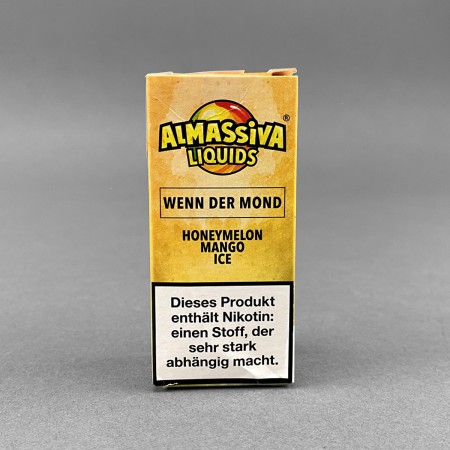 ALMASSIVA®
LIQUIDS
WENN DER MOND
HONEYMELON
MANGO
ICE
Dieses Produkt
enthält Nikotin:
einen Stoff, der
sehr stark
abhängig macht.